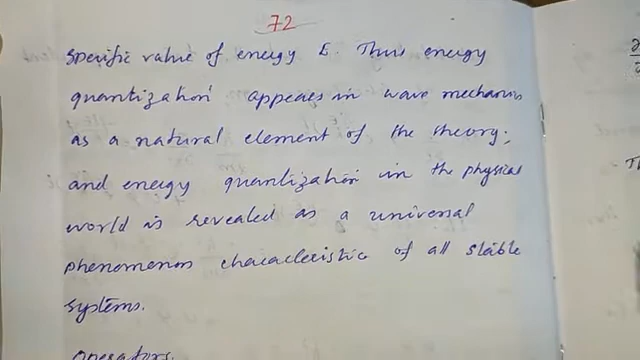 72
specific value of energy E. Thus energy
quantization appears in wave mechanics
as a natural element of the theory;
and energy quantization in the physical
world is revealed as a universal
phenomenon characteristic of all stable
systems.
Operators.